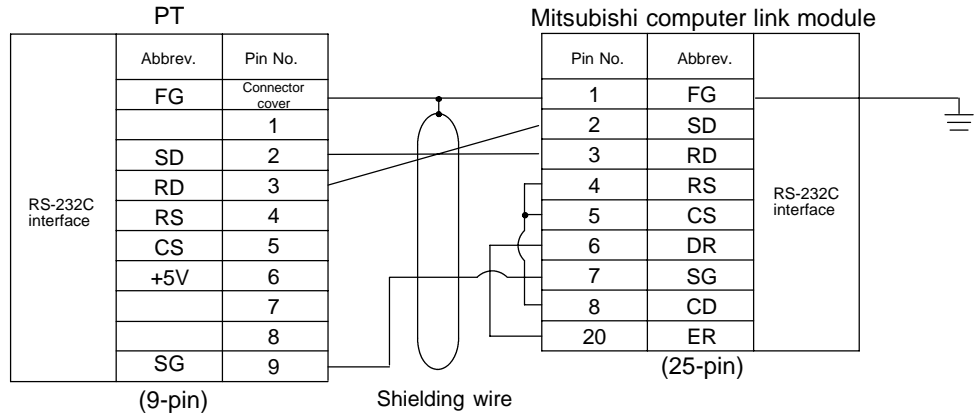 PT
Mitsubishi computer link module
Abbrev. Pin No.
FG Connector cover
1
SD 2
RD 3
RS 4
CS 5
+5V 6
7
8
SG 9
RS-232C
interface
(9-pin)
Shielding wire
Pin No. Abbrev.
1 FG
2 SD
3 RD
4 RS
5 CS
6 DR
7 SG
8 CD
20 ER
RS-232C
interface
(25-pin)